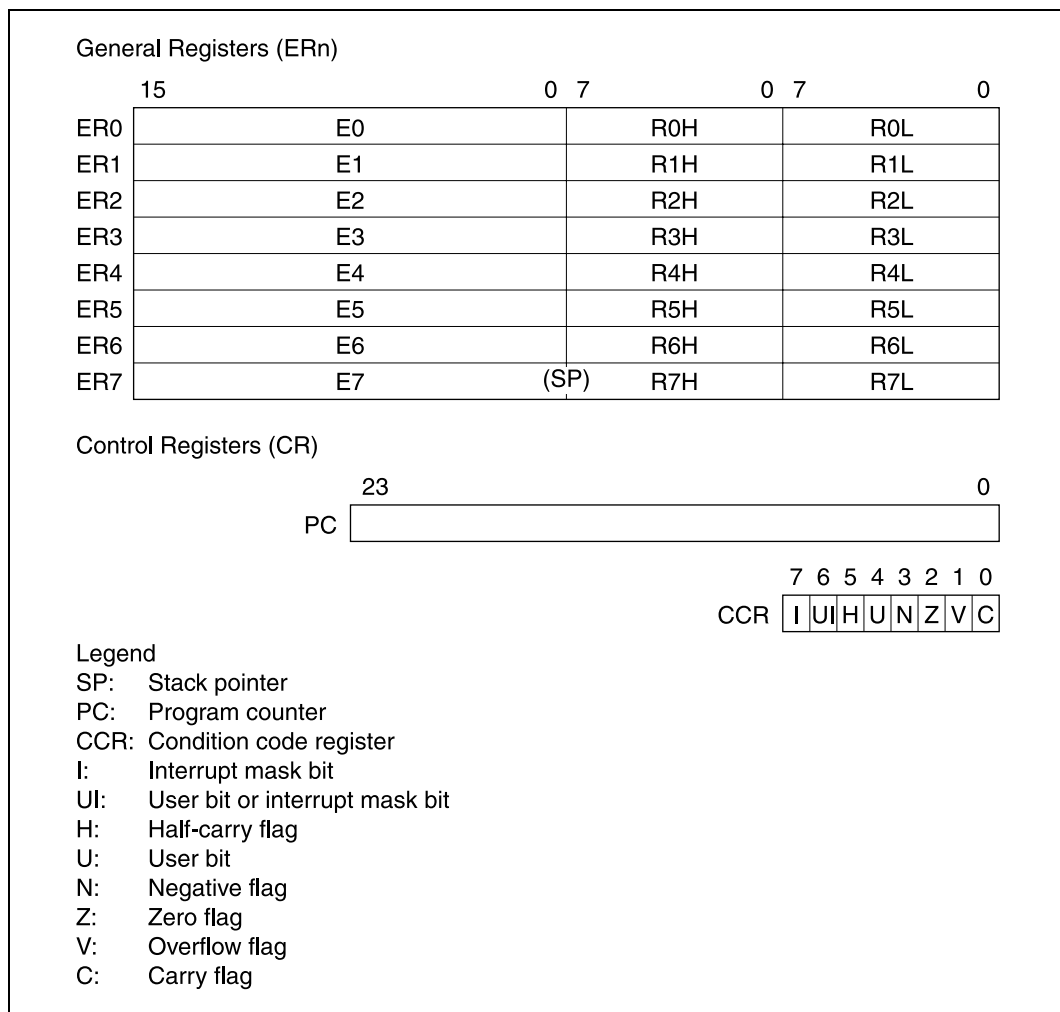 General Registers (ERn)
15 0 7 0 7 0
ER0 E0 R0H R0L
ER1 E1 R1H R1L
ER2 E2 R2H R2L
ER3 E3 R3H R3L
ER4 E4 R4H R4L
ER5 E5 R5H R5L
ER6 E6 R6H R6L
ER7 E7 (SP) R7H R7L
Control Registers (CR)
23 0
PC
7 6 5 4 3 2 1 0
CCR I UI H U N Z V C
Legend
SP: Stack pointer
PC: Program counter
CCR: Condition code register
I: Interrupt mask bit
UI: User bit or interrupt mask bit
H: Half-carry flag
U: User bit
N: Negative flag
Z: Zero flag
V: Overflow flag
C: Carry flag